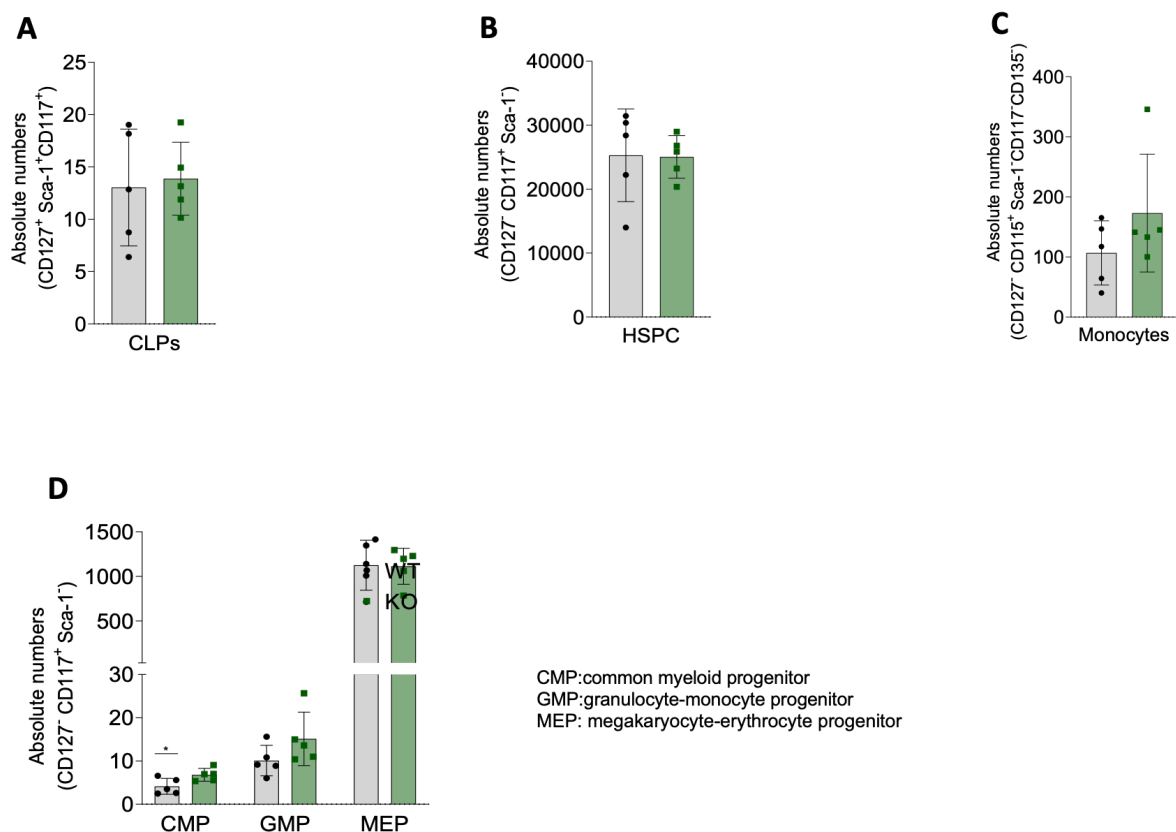 A
Absolute numbers
(CD127⁺ Sca-1⁺CD117⁺)
25
20
15
10
5
0
CLPs
B
Absolute numbers
(CD127⁻ CD117⁺ Sca-1⁻)
40000
30000
20000
10000
0
HSPC
C
Absolute numbers
(CD127⁻ CD115⁺ Sca-1⁻CD117⁻CD135⁻)
400
300
200
100
0
Monocytes
D
Absolute numbers
(CD127⁻ CD117⁺ Sca-1⁻)
1500
1000
500
30
20
10
0
*
WT
KO
CMP
GMP
MEP
CMP:common myeloid progenitor
GMP:granulocyte-monocyte progenitor
MEP: megakaryocyte-erythrocyte progenitor